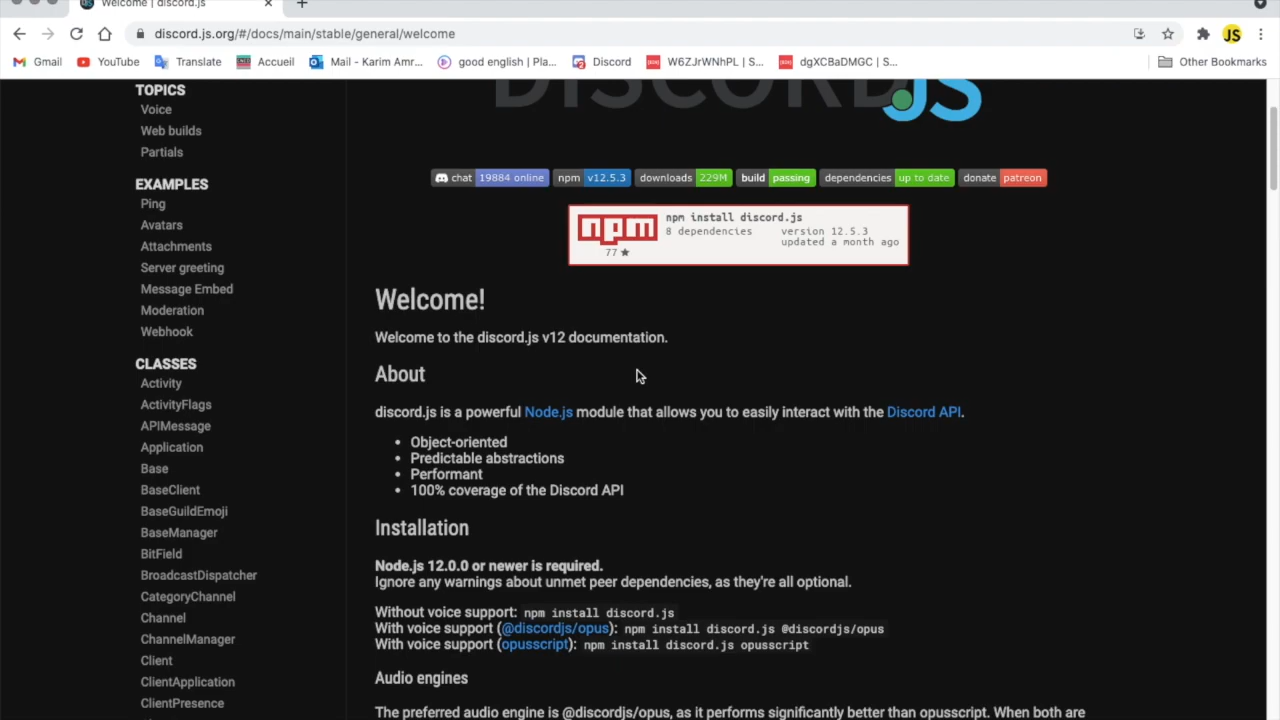 Welcome | discord.js
discord.js.org/#/docs/main/stable/general/welcome
JS
Gmail
YouTube
Translate
Accueil
Mail - Karim Amr...
good english | Pla...
Discord
W6ZJrWNhPL | S...
dgXCBaDMGC | S...
Other Bookmarks
DISCORD.JS
TOPICS
Voice
Web builds
Partials
EXAMPLES
Ping
Avatars
Attachments
Server greeting
Message Embed
Moderation
Webhook
CLASSES
Activity
ActivityFlags
APIMessage
Application
Base
BaseClient
BaseGuildEmoji
BaseManager
BitField
BroadcastDispatcher
CategoryChannel
Channel
ChannelManager
Client
ClientApplication
ClientPresence
chat 19884 online npm v12.5.3 downloads 229M build passing dependencies up to date donate patreon
npm
77 ★
npm install discord.js
8 dependencies version 12.5.3
updated a month ago
Welcome!
Welcome to the discord.js v12 documentation.
About
discord.js is a powerful Node.js module that allows you to easily interact with the Discord API.
• Object-oriented
• Predictable abstractions
• Performant
• 100% coverage of the Discord API
Installation
Node.js 12.0.0 or newer is required.
Ignore any warnings about unmet peer dependencies, as they're all optional.
Without voice support: npm install discord.js
With voice support (@discordjs/opus): npm install discord.js @discordjs/opus
With voice support (opusscript): npm install discord.js opusscript
Audio engines
The preferred audio engine is @discordjs/opus, as it performs significantly better than opusscript. When both are